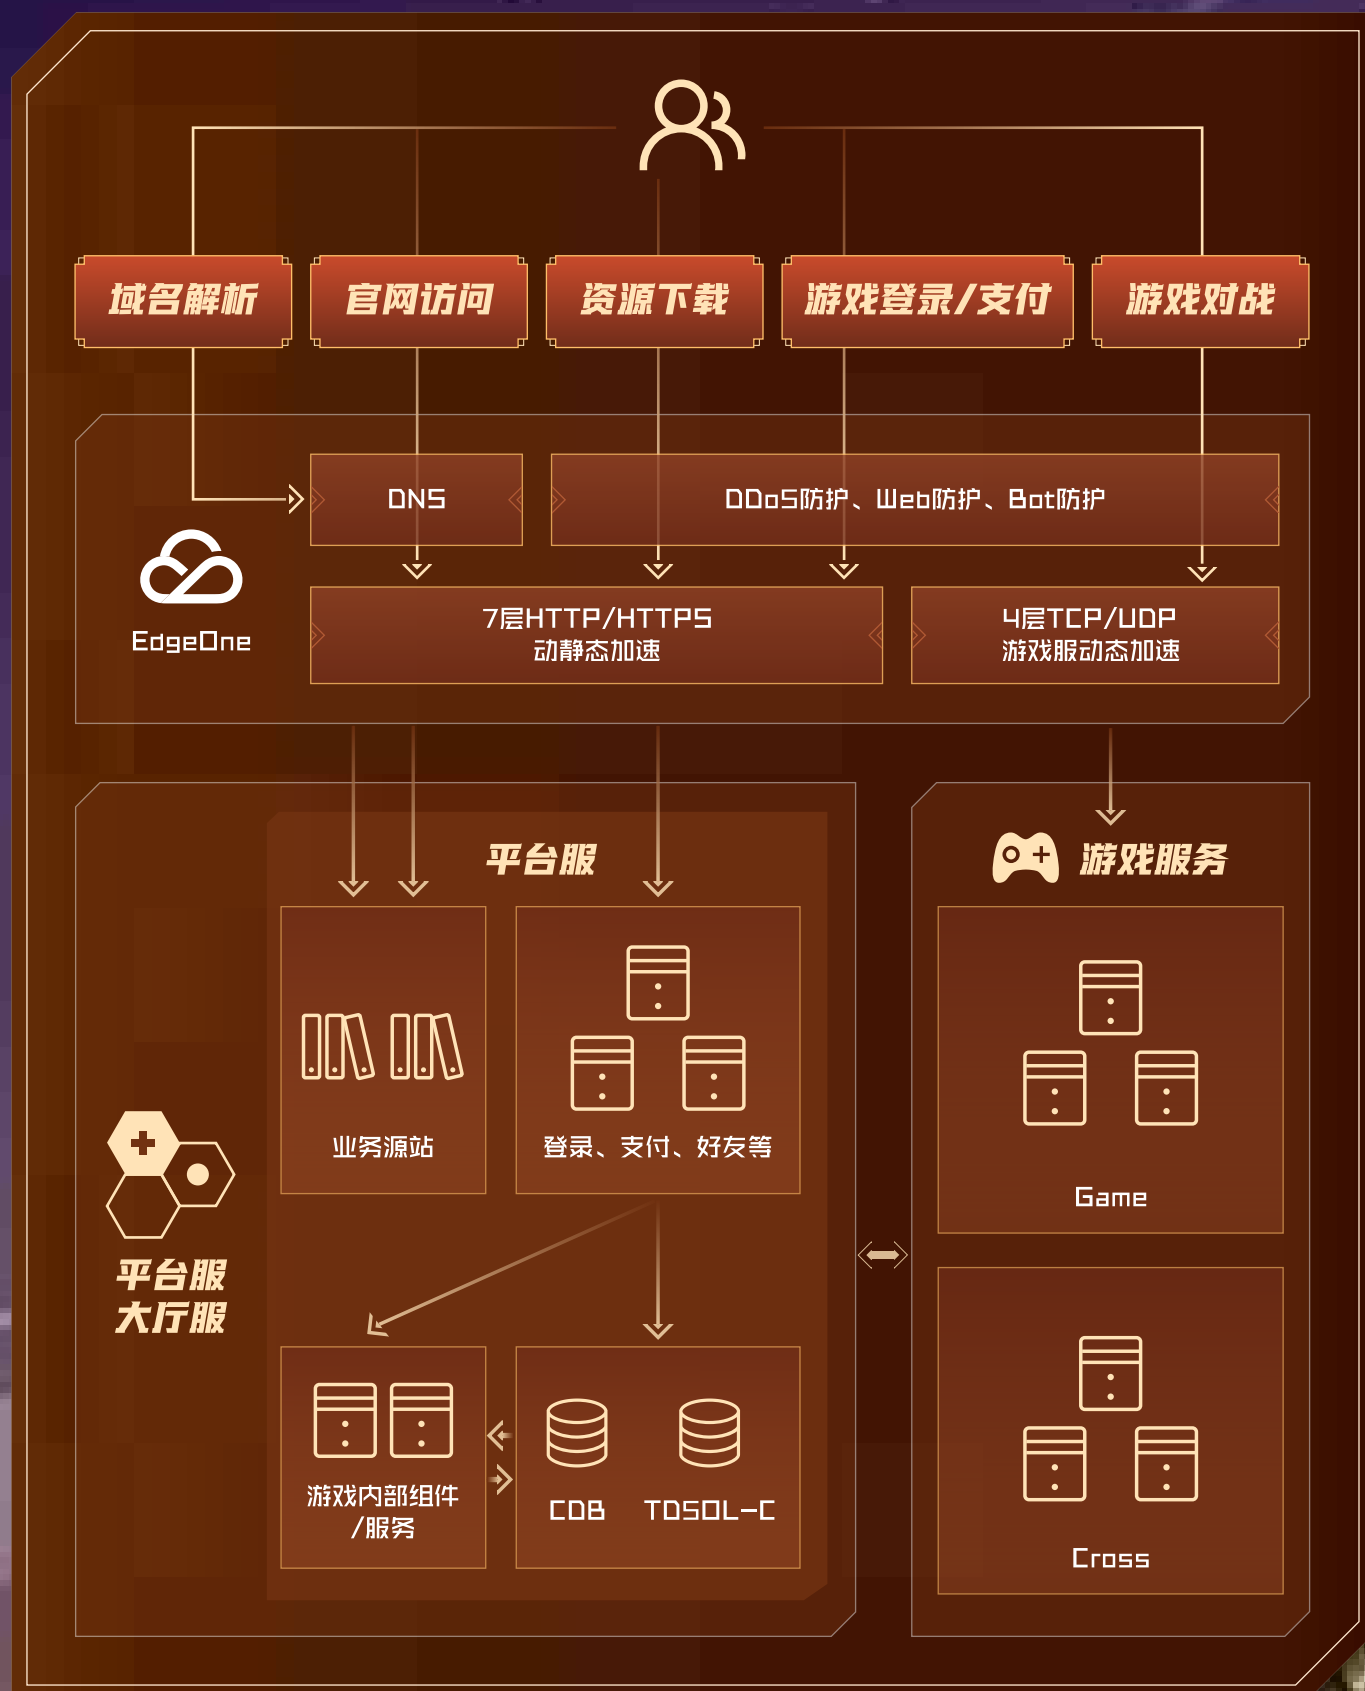 域名解析
官网访问
资源下载
游戏登录/支付
游戏对战
DNS
DDoS防护、Web防护、Bot防护
EdgeOne
7层HTTP/HTTPS
动静态加速
4层TCP/UDP
游戏服动态加速
平台服
游戏服务
业务源站
登录、支付、好友等
Game
平台服
大厅服
游戏内部组件
/服务
CDB
TDSQL-C
Cross